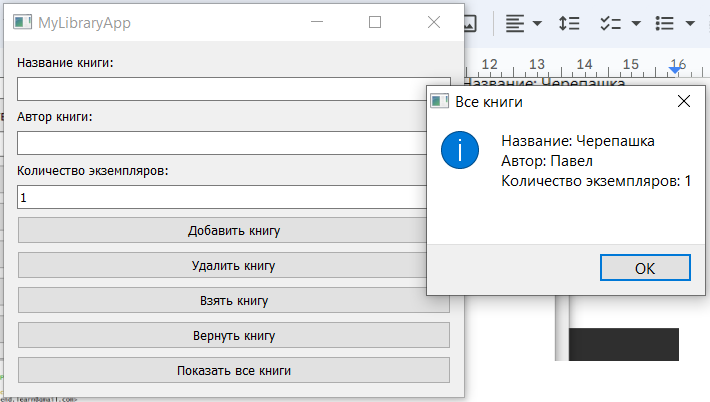 MyLibraryApp
Название книги:
Автор книги:
Количество экземпляров:
1
Добавить книгу
Удалить книгу
Взять книгу
Вернуть книгу
Показать все книги
12 13 14 15 16
Название: Черепашка
Все книги
Название: Черепашка
Автор: Павел
Количество экземпляров: 1
OK